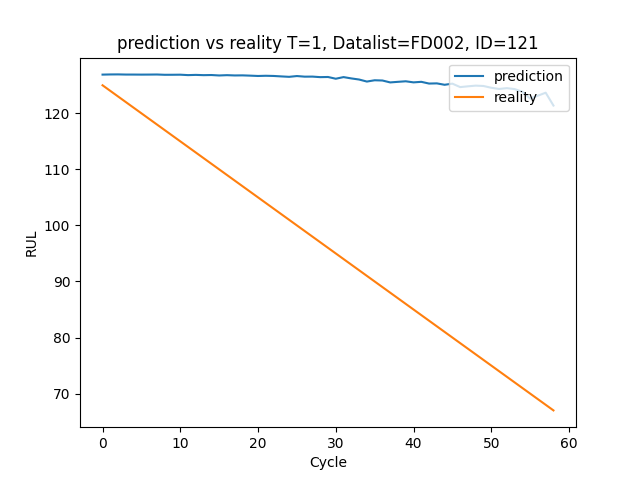 prediction vs reality T=1, Datalist=FD002, ID=121
prediction
reality
120
110
100
90
80
70
RUL
0 10 20 30 40 50 60
Cycle